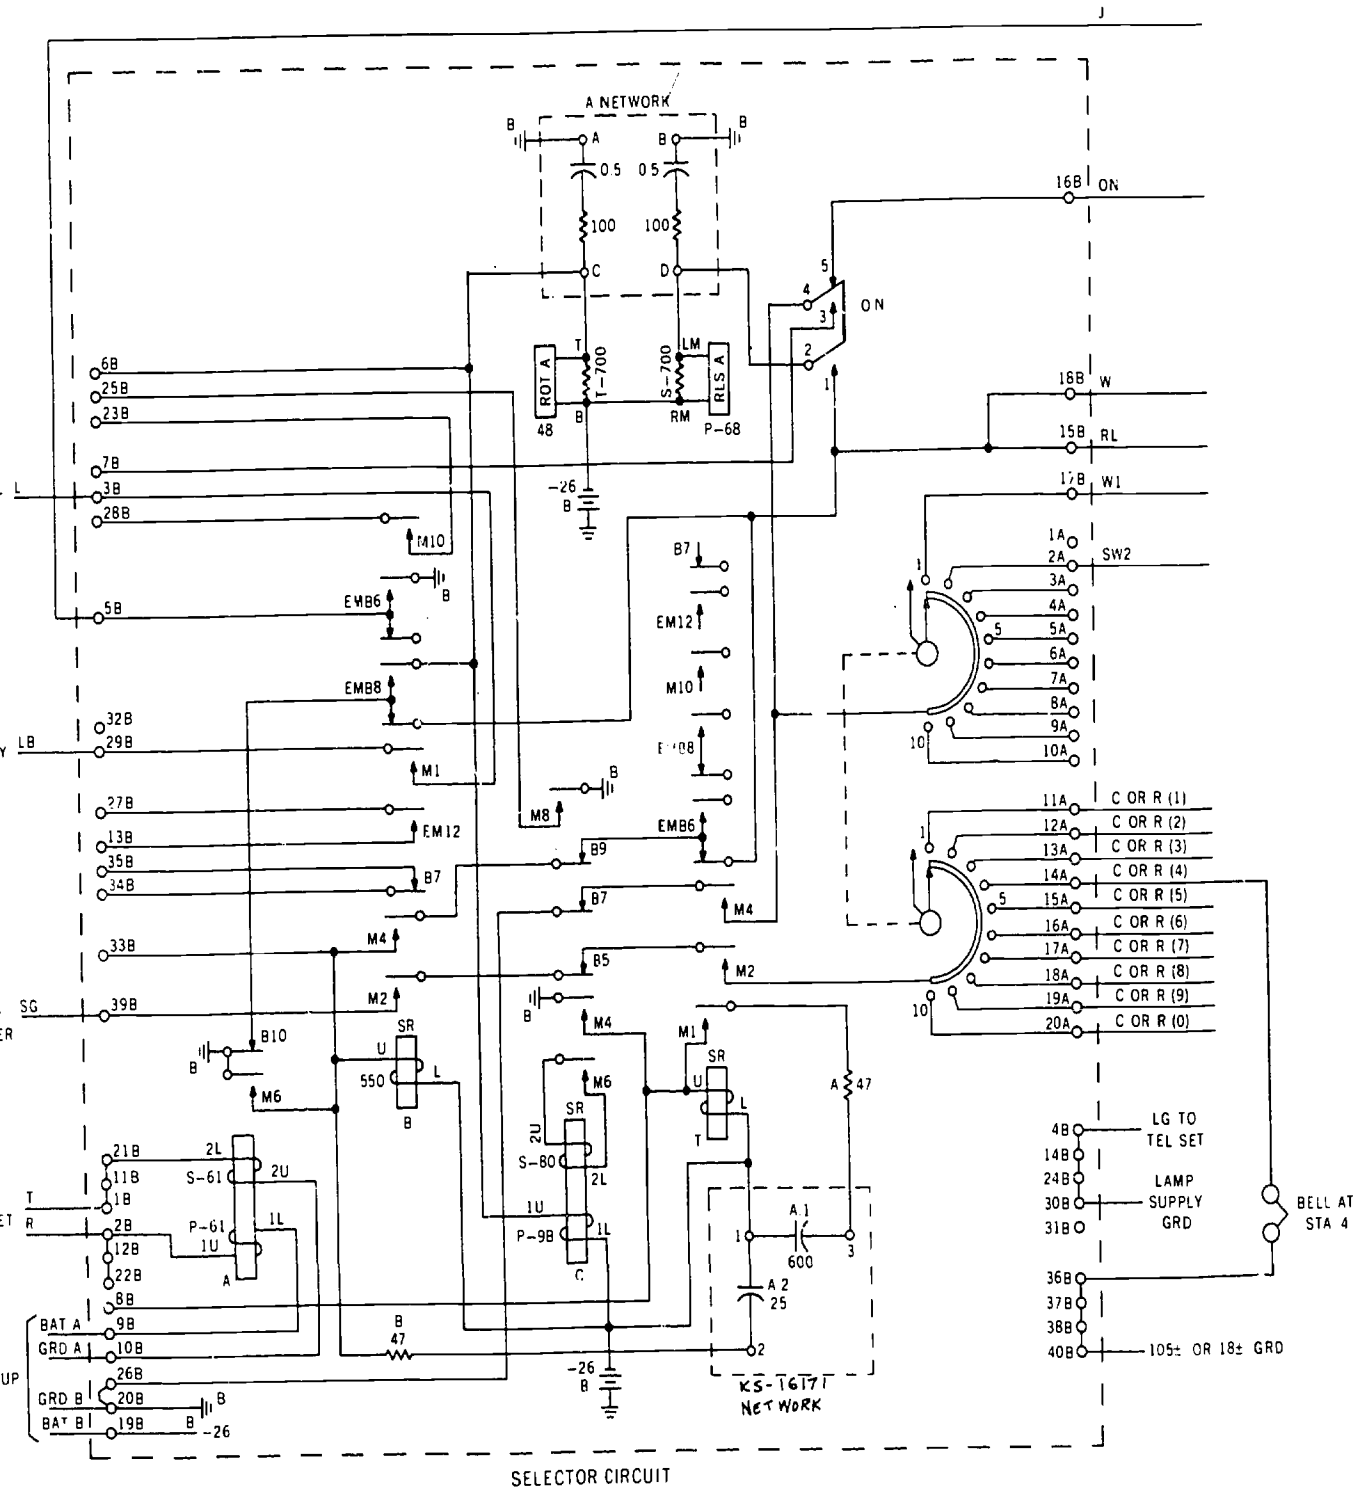 J
A NETWORK
B
A
B
B
0.5
0.5
100
100
C
D
16B ON
5
4
3
ON
2
1
T
LM
ROT A
T-700
S-700
RLS A
B
RM
48
P-68
-26
B
6B
25B
23B
7B
L
3B
28B
M10
18B W
15B RL
17B W1
B
EMB6
5B
EMB8
B7
EM12
M10
EMB6
1
1A
2A SW2
3A
4A
5 5A
6A
7A
8A
9A
10 10A
32B
Y LB
29B
M1
B
M8
27B
13B
EM12
35B
B7
34B
B9
B7
M4
M4
33B
B5
M2
M2
SG
39B
ER
1
11A C OR R (1)
12A C OR R (2)
13A C OR R (3)
14A C OR R (4)
5 15A C OR R (5)
16A C OR R (6)
17A C OR R (7)
18A C OR R (8)
19A C OR R (9)
10 20A C OR R (0)
B
M4
M1
B10
B
M6
SR
U
550
L
B
M6
SR
2U
S-80
2L
1U
P-9B
1L
C
SR
U
L
T
A 47
21B
11B
1B
T
ET R
2B
12B
22B
2L
S-61
2U
P-61
1L
1U
A
4B LG TO
TEL SET
14B
24B
30B LAMP
SUPPLY
GRD
31B
BELL AT
STA 4
36B
37B
38B
40B 105± OR 18± GRD
8B
BAT A 9B
GRD A 10B
UP
26B
GRD B 20B B
BAT B 19B B -26
B
47
-26
B
1
A1
600
3
A2
25
2
KS-16171
NETWORK
SELECTOR CIRCUIT